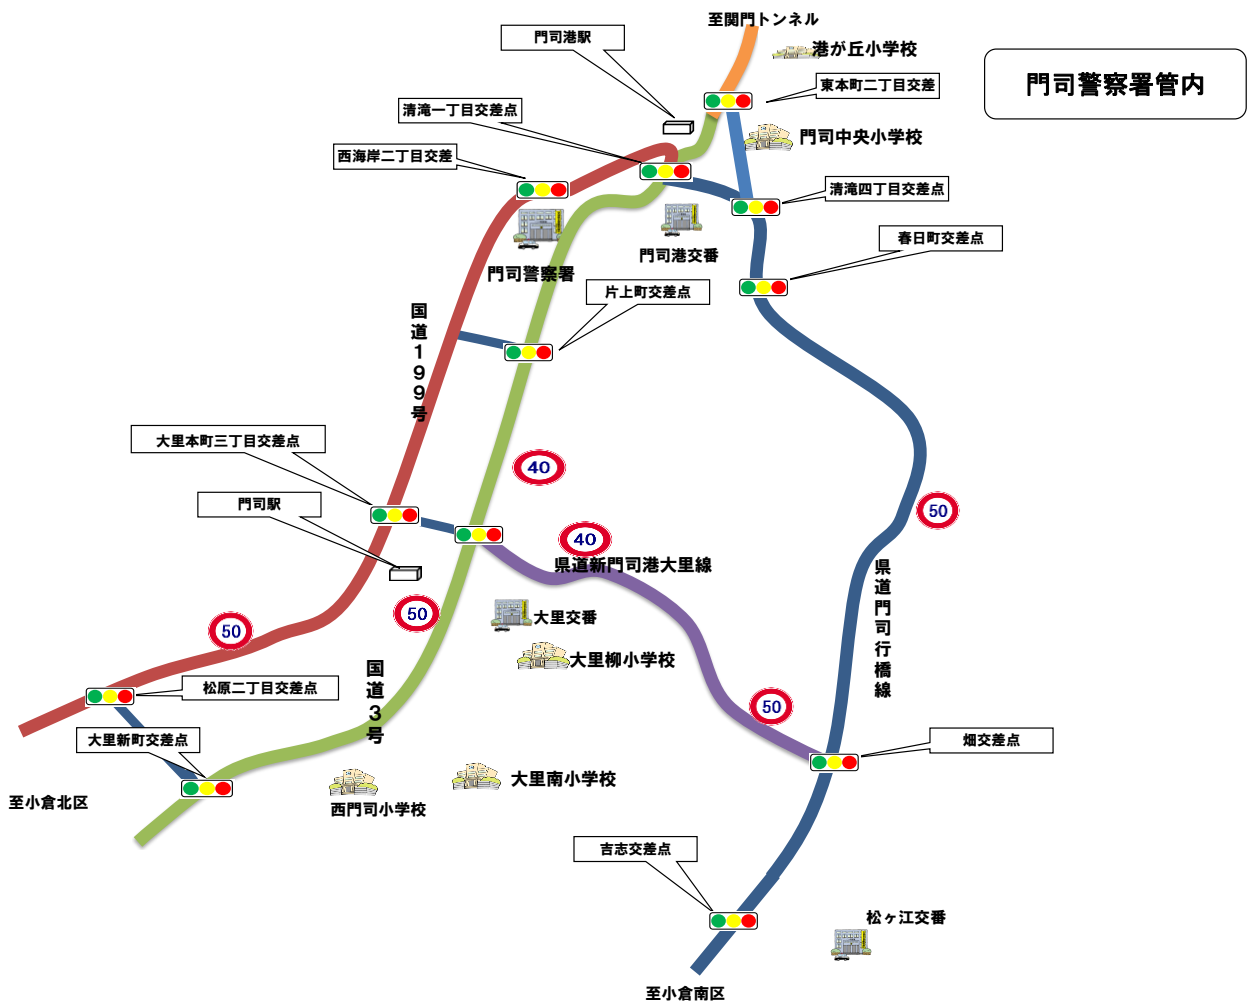 至関門トンネル
門司港駅
港が丘小学校
門司警察署管内
東本町二丁目交差
清滝一丁目交差点
門司中央小学校
西海岸二丁目交差
清滝四丁目交差点
春日町交差点
門司港交番
門司警察署
片上町交差点
国道199号
大里本町三丁目交差点
40
門司駅
50
40
県道新門司港大里線
県道門司行橋線
50
50
大里交番
大里柳小学校
国道3号
松原二丁目交差点
50
大里新町交差点
畑交差点
大里南小学校
至小倉北区
西門司小学校
吉志交差点
松ヶ江交番
至小倉南区